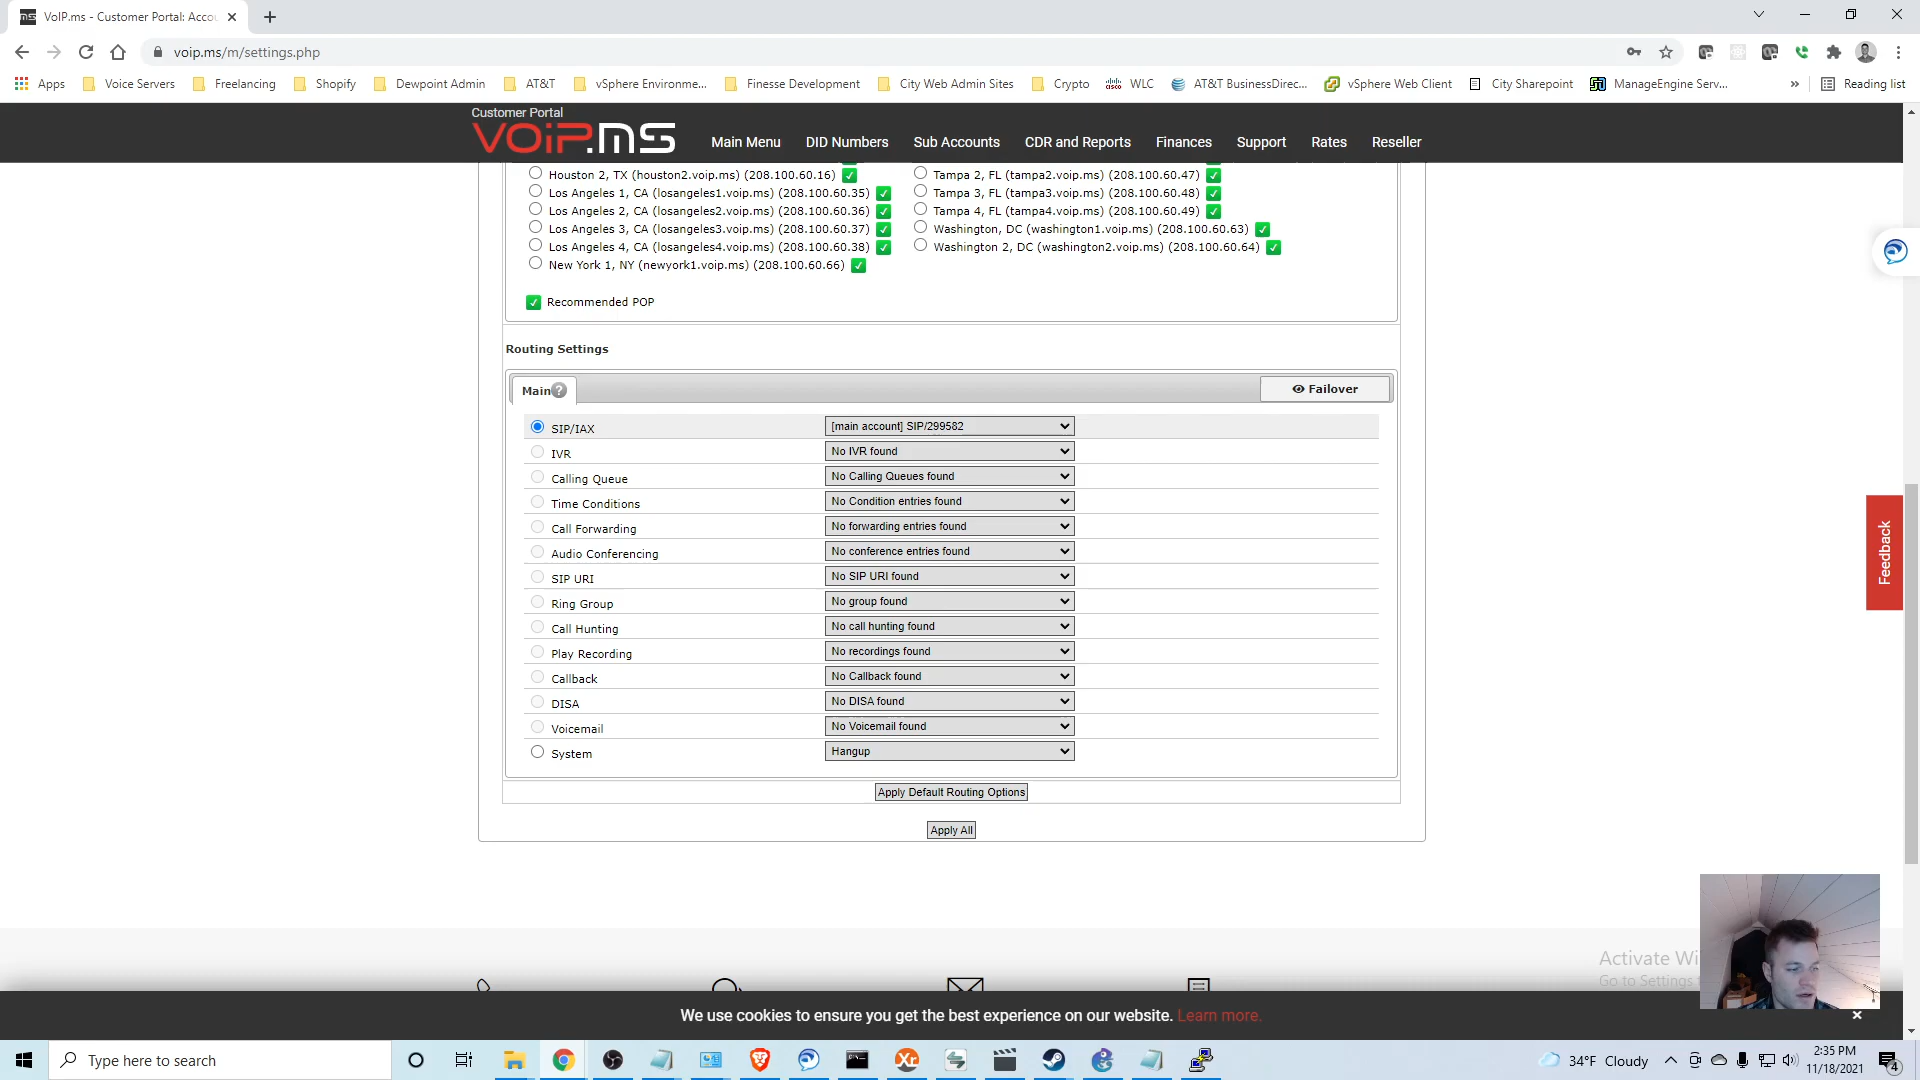 VoIP.ms - Customer Portal: Accou
voip.ms/m/settings.php
Apps Voice Servers Freelancing Shopify Dewpoint Admin AT&T vSphere Environme... Finesse Development City Web Admin Sites Crypto WLC AT&T BusinessDirec... vSphere Web Client City Sharepoint ManageEngine Serv... » Reading list
Customer Portal
VOiP.MS
Main Menu DID Numbers Sub Accounts CDR and Reports Finances Support Rates Reseller
Houston 2, TX (houston2.voip.ms) (208.100.60.16) Tampa 2, FL (tampa2.voip.ms) (208.100.60.47)
Los Angeles 1, CA (losangeles1.voip.ms) (208.100.60.35) Tampa 3, FL (tampa3.voip.ms) (208.100.60.48)
Los Angeles 2, CA (losangeles2.voip.ms) (208.100.60.36) Tampa 4, FL (tampa4.voip.ms) (208.100.60.49)
Los Angeles 3, CA (losangeles3.voip.ms) (208.100.60.37) Washington, DC (washington1.voip.ms) (208.100.60.63)
Los Angeles 4, CA (losangeles4.voip.ms) (208.100.60.38) Washington 2, DC (washington2.voip.ms) (208.100.60.64)
New York 1, NY (newyork1.voip.ms) (208.100.60.66)
Recommended POP
Routing Settings
Main ? Failover
SIP/IAX [main account] SIP/299582
IVR No IVR found
Calling Queue No Calling Queues found
Time Conditions No Condition entries found
Call Forwarding No forwarding entries found
Audio Conferencing No conference entries found
SIP URI No SIP URI found
Ring Group No group found
Call Hunting No call hunting found
Play Recording No recordings found
Callback No Callback found
DISA No DISA found
Voicemail No Voicemail found
System Hangup
Apply Default Routing Options
Apply All
Feedback
Activate Wi
Go to Settings
We use cookies to ensure you get the best experience on our website. Learn more.
Type here to search
34°F Cloudy
2:35 PM
11/18/2021
4